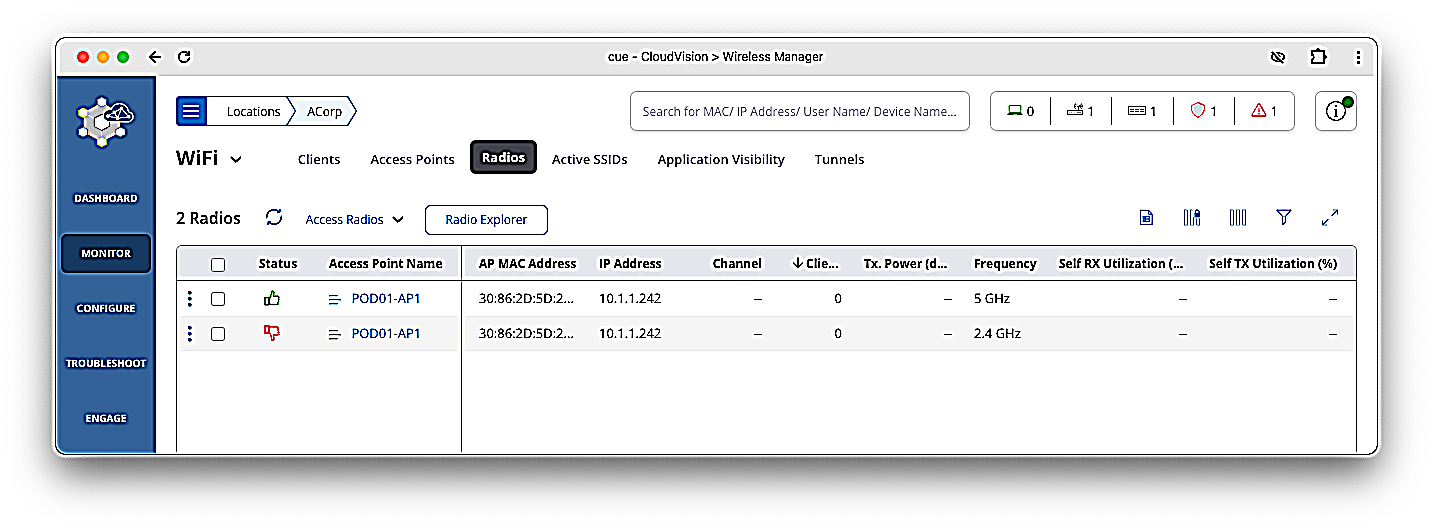 cue – CloudVision > Wireless Manager
Locations ACorp Search for MAC/ IP Address/ User Name/ Device Name... 0 1 1 1 1
WiFi Clients Access Points Radios Active SSIDs Application Visibility Tunnels
DASHBOARD
2 Radios Access Radios Radio Explorer
MONITOR
Status Access Point Name AP MAC Address IP Address Channel Clie... Tx. Power (d... Frequency Self RX Utilization (... Self TX Utilization (%)
POD01-AP1 30:86:2D:5D:2... 10.1.1.242 – 0 – 5 GHz – –
CONFIGURE
POD01-AP1 30:86:2D:5D:2... 10.1.1.242 – 0 – 2.4 GHz – –
TROUBLESHOOT
ENGAGE